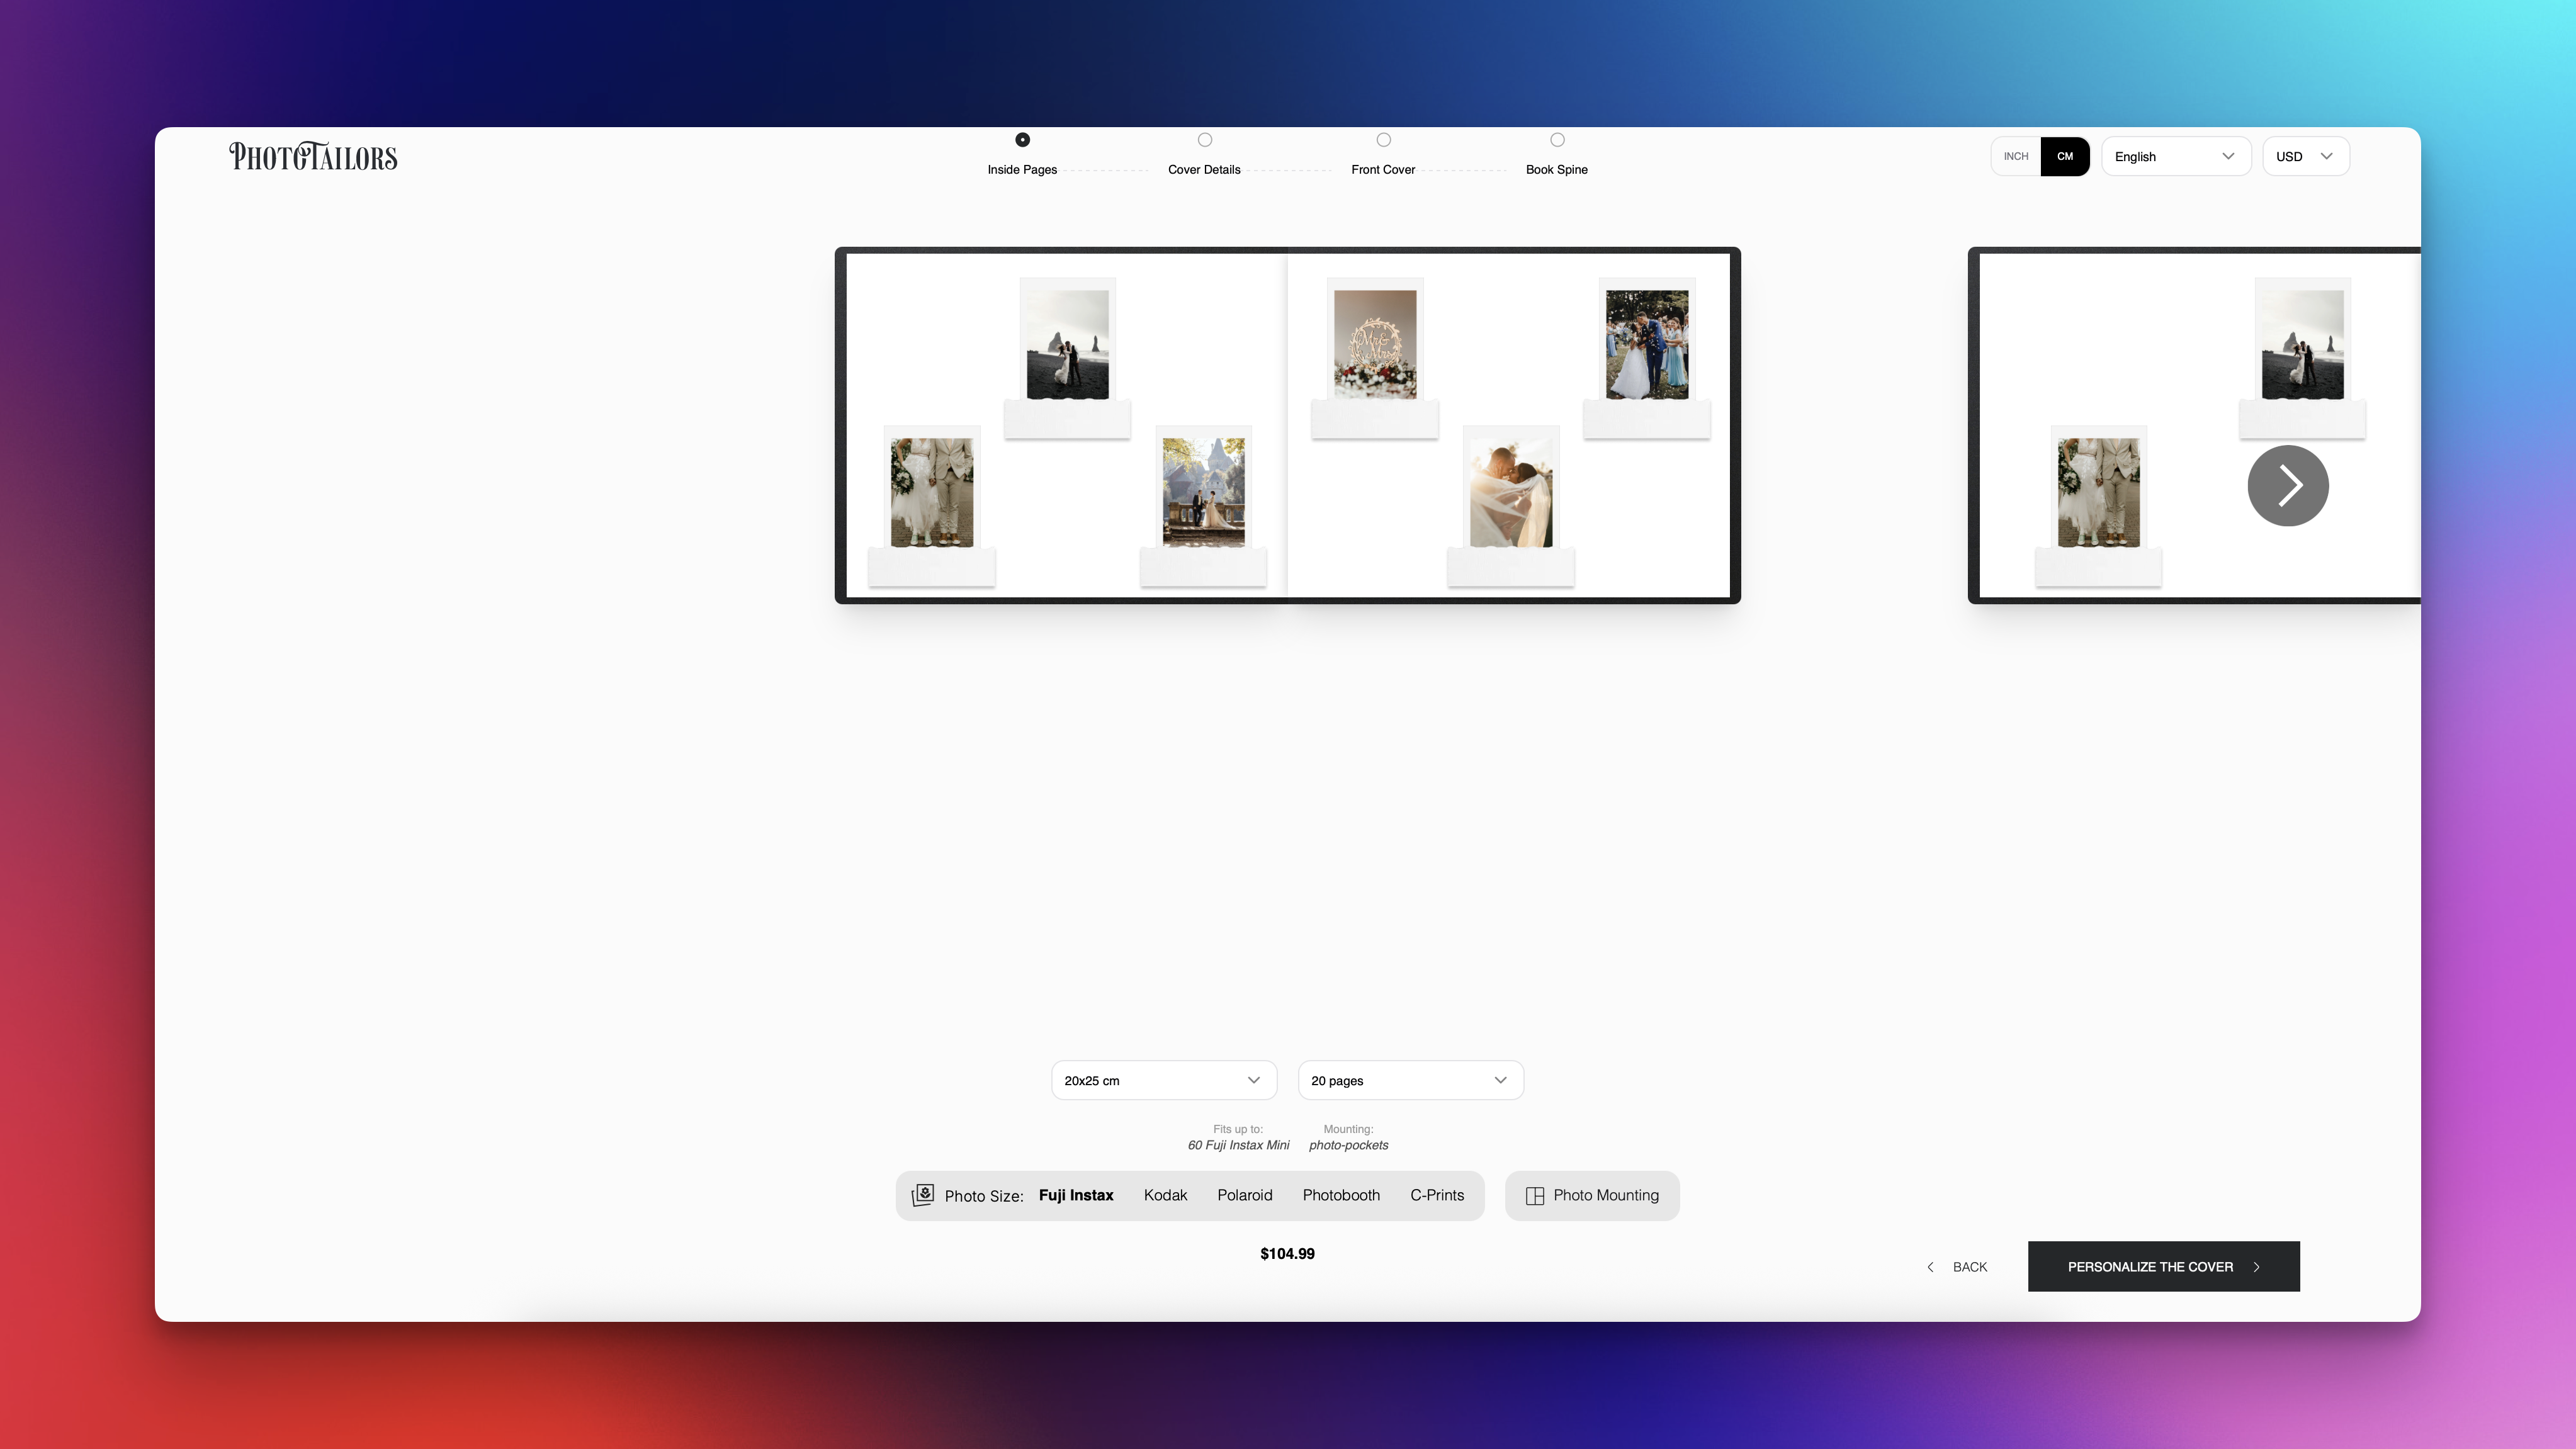 PHOTOTAILORS
Inside Pages
Cover Details
Front Cover
Book Spine
INCH
CM
English
USD
Mr &
Mrs
20x25 cm
20 pages
Fits up to:
60 Fuji Instax Mini
Mounting:
photo-pockets
Photo Size:
Fuji Instax
Kodak
Polaroid
Photobooth
C-Prints
Photo Mounting
$104.99
BACK
PERSONALIZE THE COVER